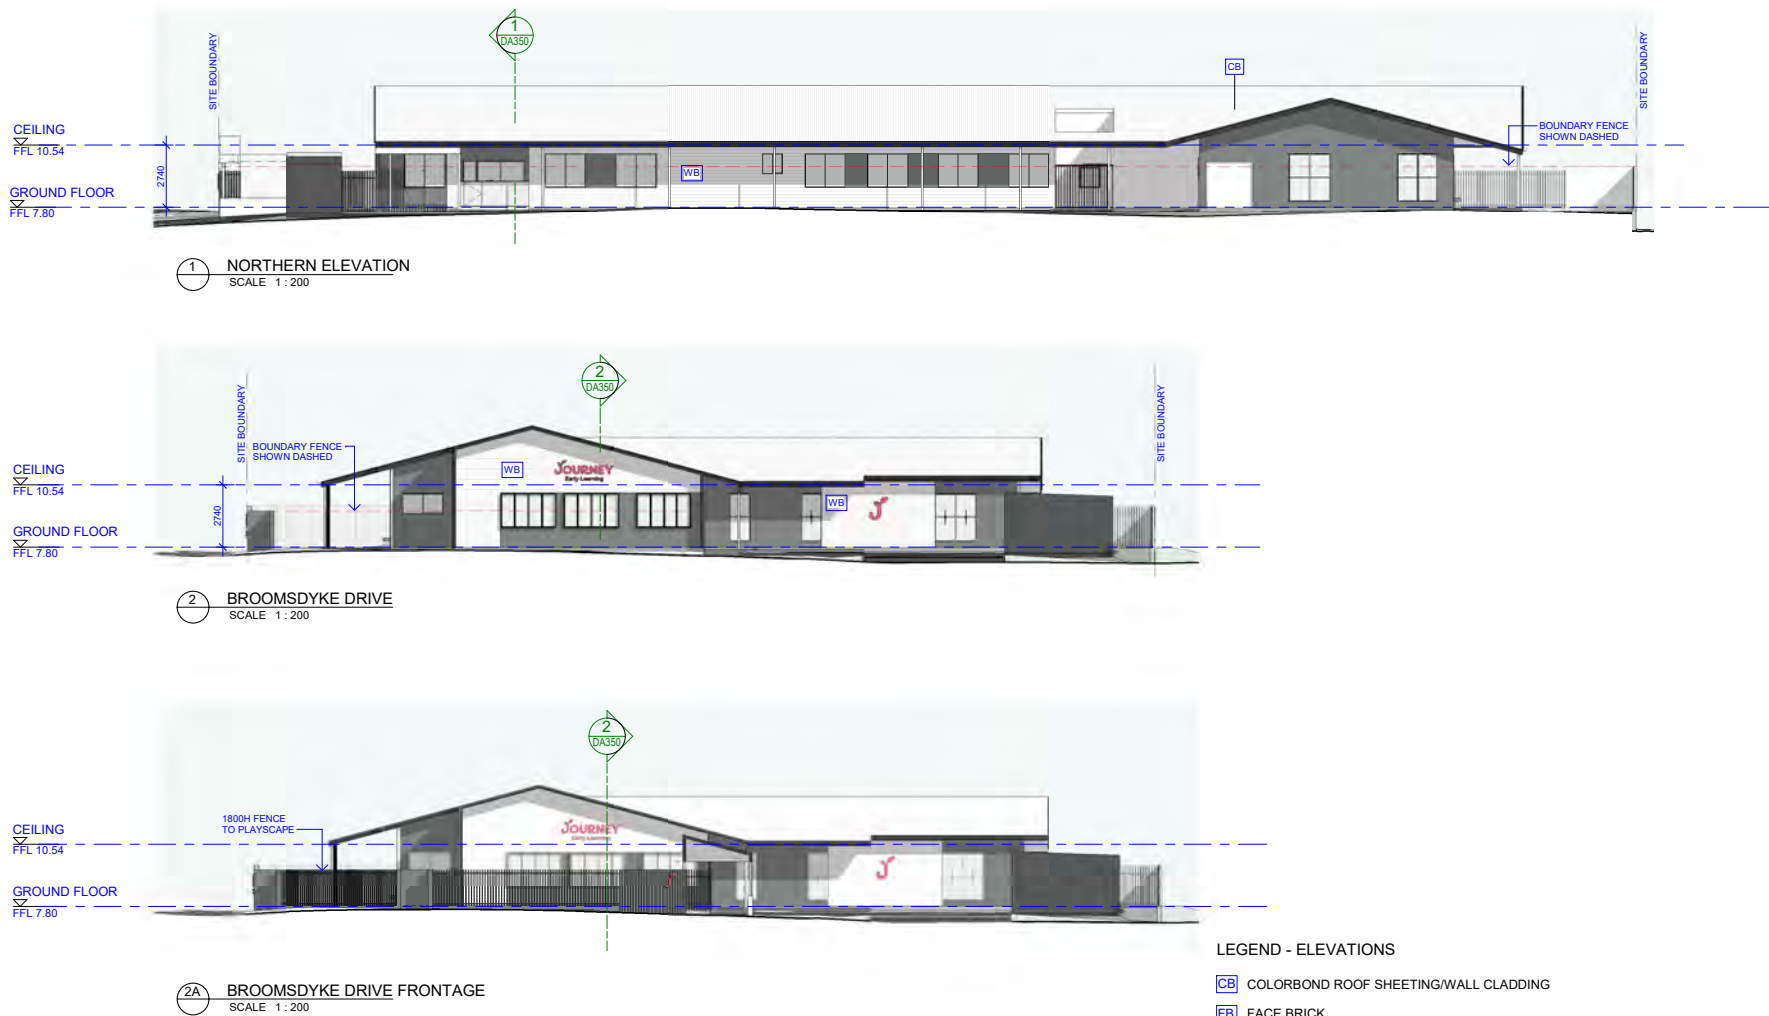 1
DA350
CB
SITE BOUNDARY
SITE BOUNDARY
CEILING
FFL 10.54
BOUNDARY FENCE
SHOWN DASHED
2740
WB
GROUND FLOOR
FFL 7.80
1
NORTHERN ELEVATION
SCALE 1 : 200
2
DA350
SITE BOUNDARY
SITE BOUNDARY
BOUNDARY FENCE
SHOWN DASHED
WB
JOURNEY
Early Learning
CEILING
FFL 10.54
WB
J
2740
GROUND FLOOR
FFL 7.80
2
BROOMSDYKE DRIVE
SCALE 1 : 200
2
DA350
1800H FENCE
TO PLAYSCAPE
JOURNEY
Early Learning
CEILING
FFL 10.54
J
J
GROUND FLOOR
FFL 7.80
2A
BROOMSDYKE DRIVE FRONTAGE
SCALE 1 : 200
LEGEND - ELEVATIONS
CB COLORBOND ROOF SHEETING/WALL CLADDING
FB FACE BRICK